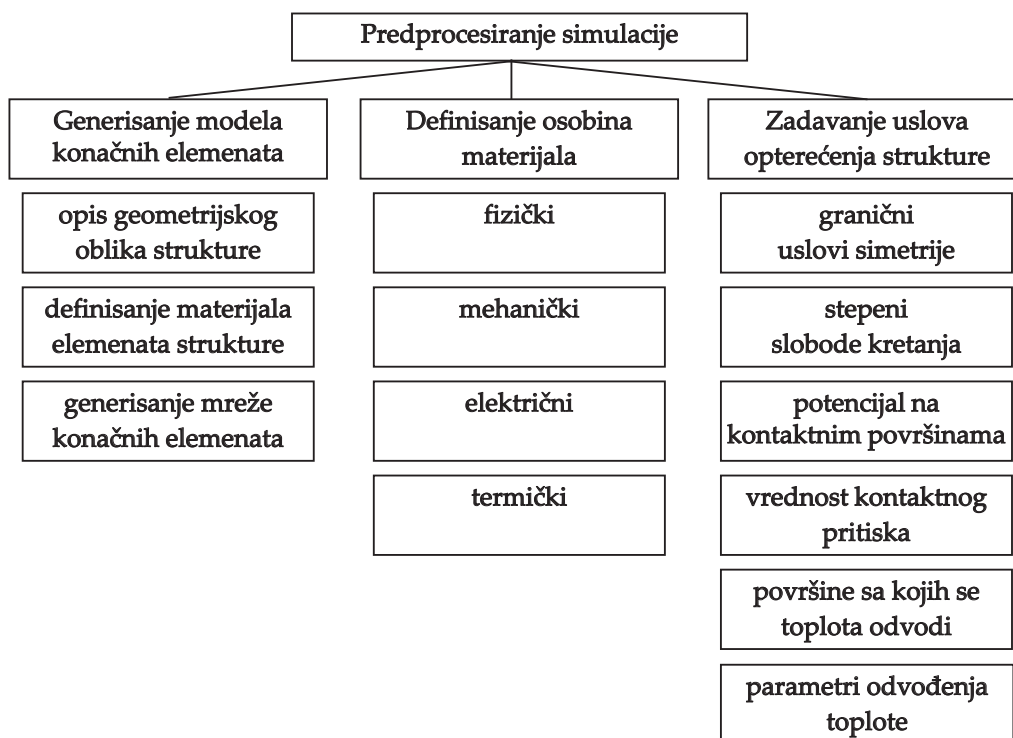 Predprocesiranje simulacije
Generisanje modela
konačnih elemenata
opis geometrijskog
oblika strukture
definisanje materijala
elemenata strukture
generisanje mreže
konačnih elemenata
Definisanje osobina
materijala
fizički
mehanički
električni
termički
Zadavanje uslova
opterećenja strukture
granični
uslovi simetrije
stepeni
slobode kretanja
potencijal na
kontaktnim površinama
vrednost kontaktnog
pritiska
površine sa kojih se
toplota odvodi
parametri odvođenja
toplote